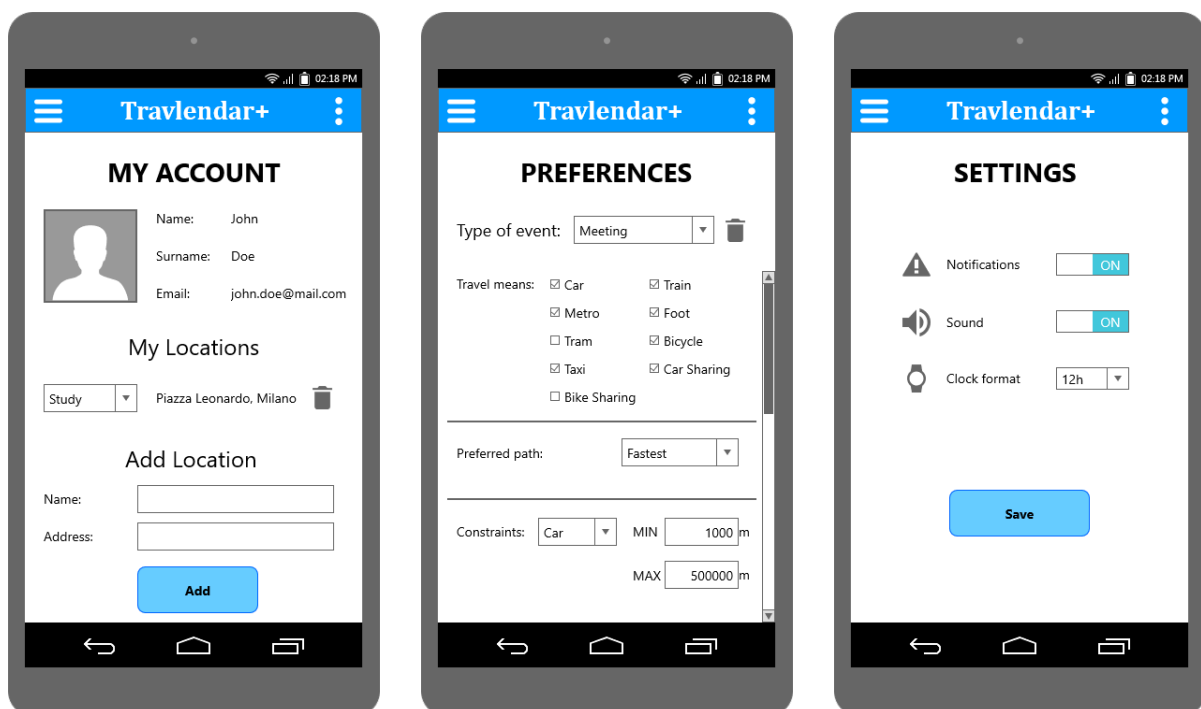 02:18 PM
Travlendar+
MY ACCOUNT
Name: John
Surname: Doe
Email: john.doe@mail.com
My Locations
Study Piazza Leonardo, Milano
Add Location
Name:
Address:
Add
02:18 PM
Travlendar+
PREFERENCES
Type of event: Meeting
Travel means: Car Train
Metro Foot
Tram Bicycle
Taxi Car Sharing
Bike Sharing
Preferred path: Fastest
Constraints: Car MIN 1000 m
MAX 500000 m
02:18 PM
Travlendar+
SETTINGS
Notifications ON
Sound ON
Clock format 12h
Save